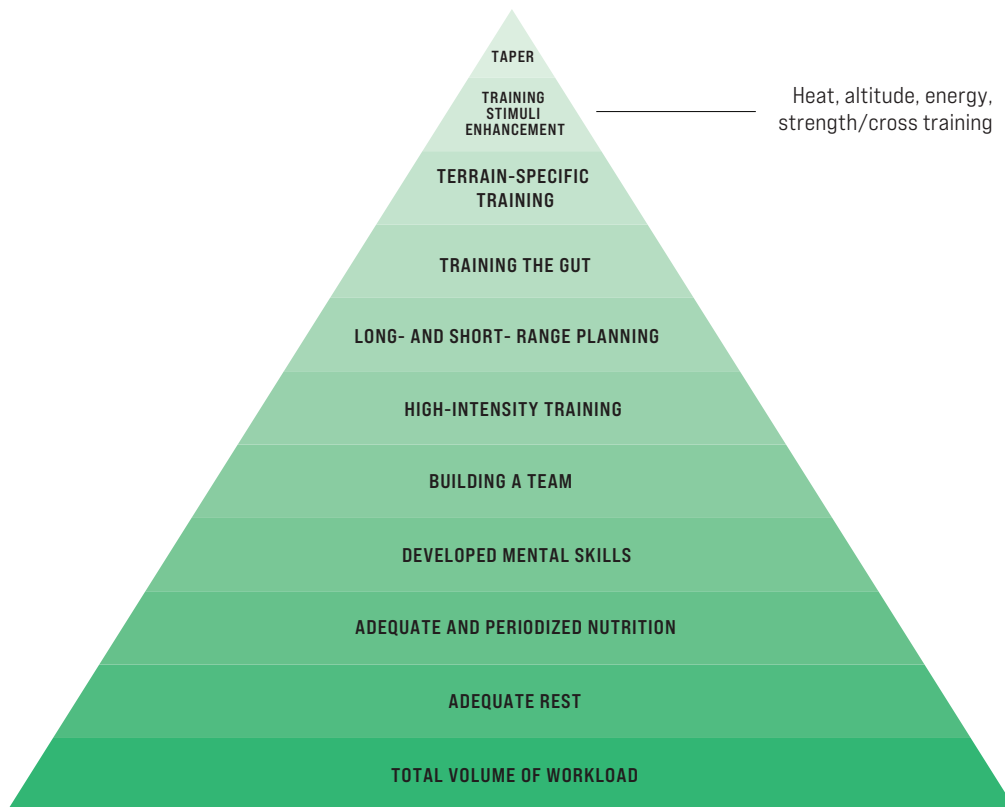 TAPER
TRAINING
STIMULI
ENHANCEMENT
Heat, altitude, energy,
strength/cross training
TERRAIN-SPECIFIC
TRAINING
TRAINING THE GUT
LONG- AND SHORT- RANGE PLANNING
HIGH-INTENSITY TRAINING
BUILDING A TEAM
DEVELOPED MENTAL SKILLS
ADEQUATE AND PERIODIZED NUTRITION
ADEQUATE REST
TOTAL VOLUME OF WORKLOAD